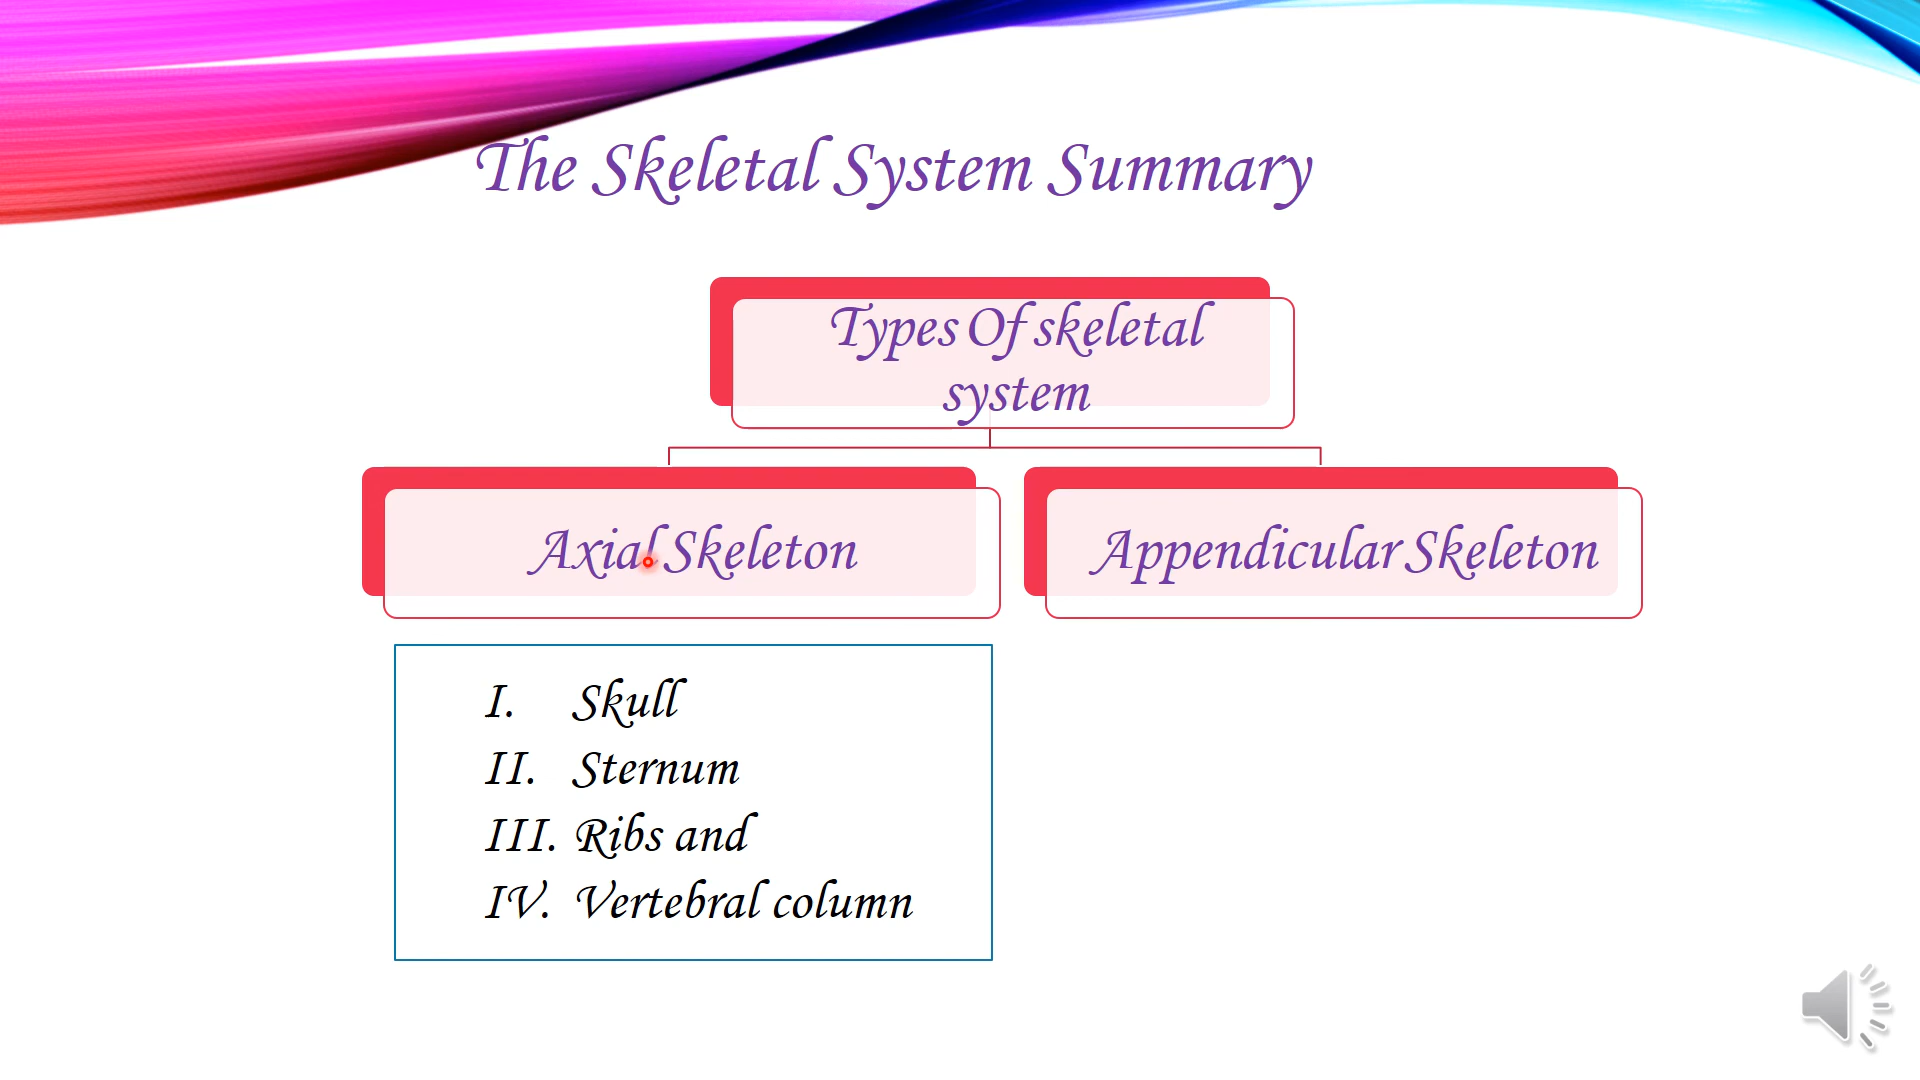 The Skeletal System Summary
Types Of skeletal
system
Axial Skeleton
Appendicular Skeleton
I. Skull
II. Sternum
III. Ribs and
IV. Vertebral column